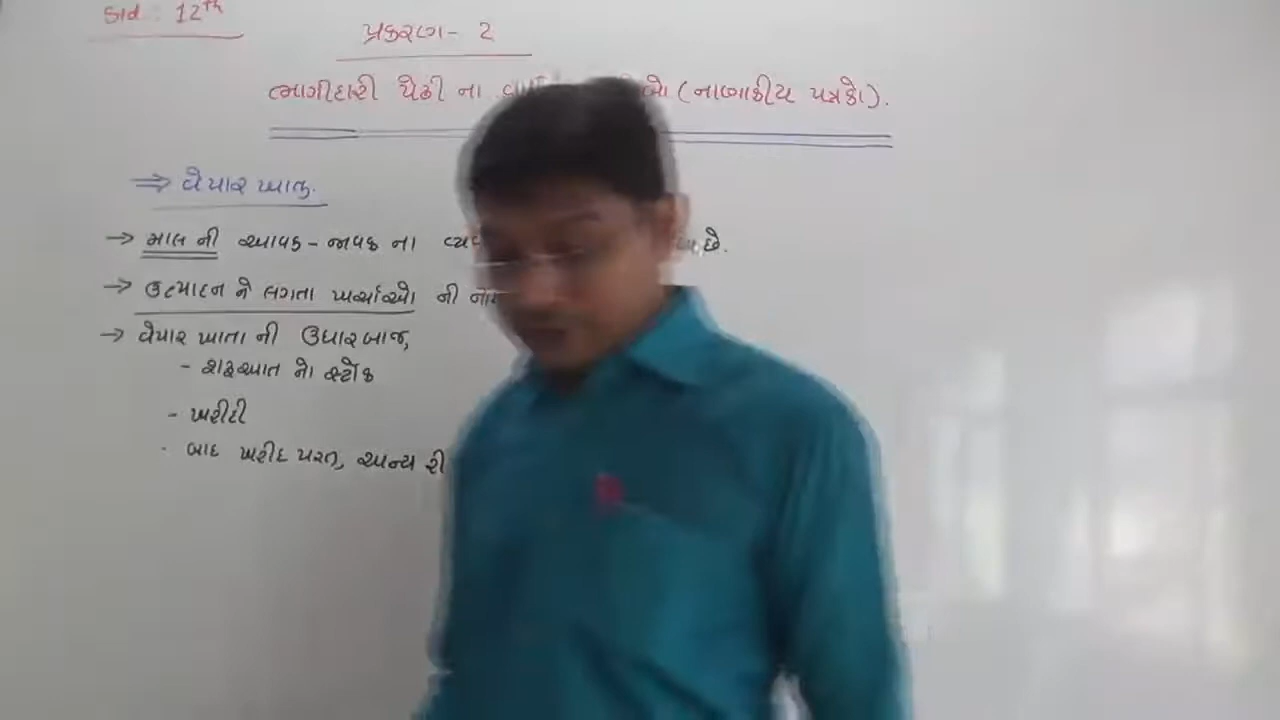 Std : 12th
પ્રકરણ- 2
ભાગીદારી પેઢી ના (નાણાકીય પત્રકો).
⇒ વેપાર ખાતુ.
→ માલ ની આવક - જાવક ના છે.
→ ઉત્પાદન ને લગતા ખર્ચાઓ ની
→ વેપાર ખાતા ની ઉધારબાજુ,
- શરૂઆત નો સ્ટોક
- ખરીદી
- બાદ ખરીદ પરત, અન્ય રી